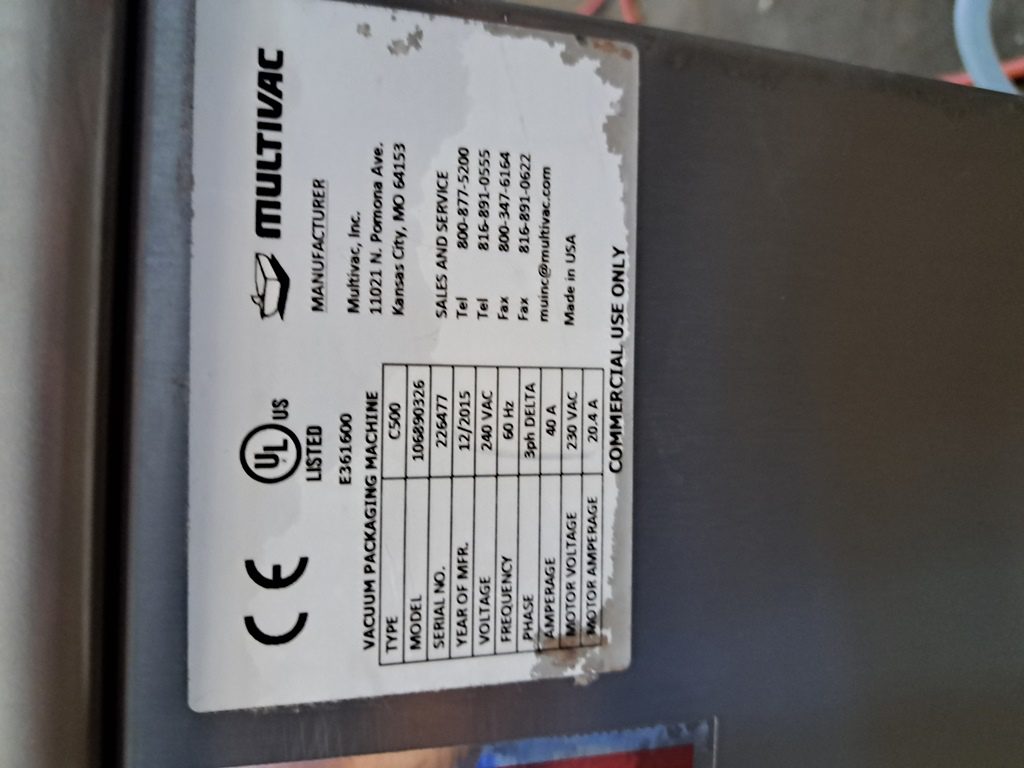 CE
UL
US
LISTED
E361600
MULTIVAC
VACUUM PACKAGING MACHINE
TYPE C500
MODEL 106890326
SERIAL NO. 226477
YEAR OF MFR. 12/2015
VOLTAGE 240 VAC
FREQUENCY 60 Hz
PHASE 3ph DELTA
AMPERAGE 40 A
MOTOR VOLTAGE 230 VAC
MOTOR AMPERAGE 20.4 A
MANUFACTURER
Multivac, Inc.
11021 N. Pomona Ave.
Kansas City, MO 64153
SALES AND SERVICE
Tel 800-877-5200
Tel 816-891-0555
Fax 800-347-6164
Fax 816-891-0622
muinc@multivac.com
Made in USA
COMMERCIAL USE ONLY